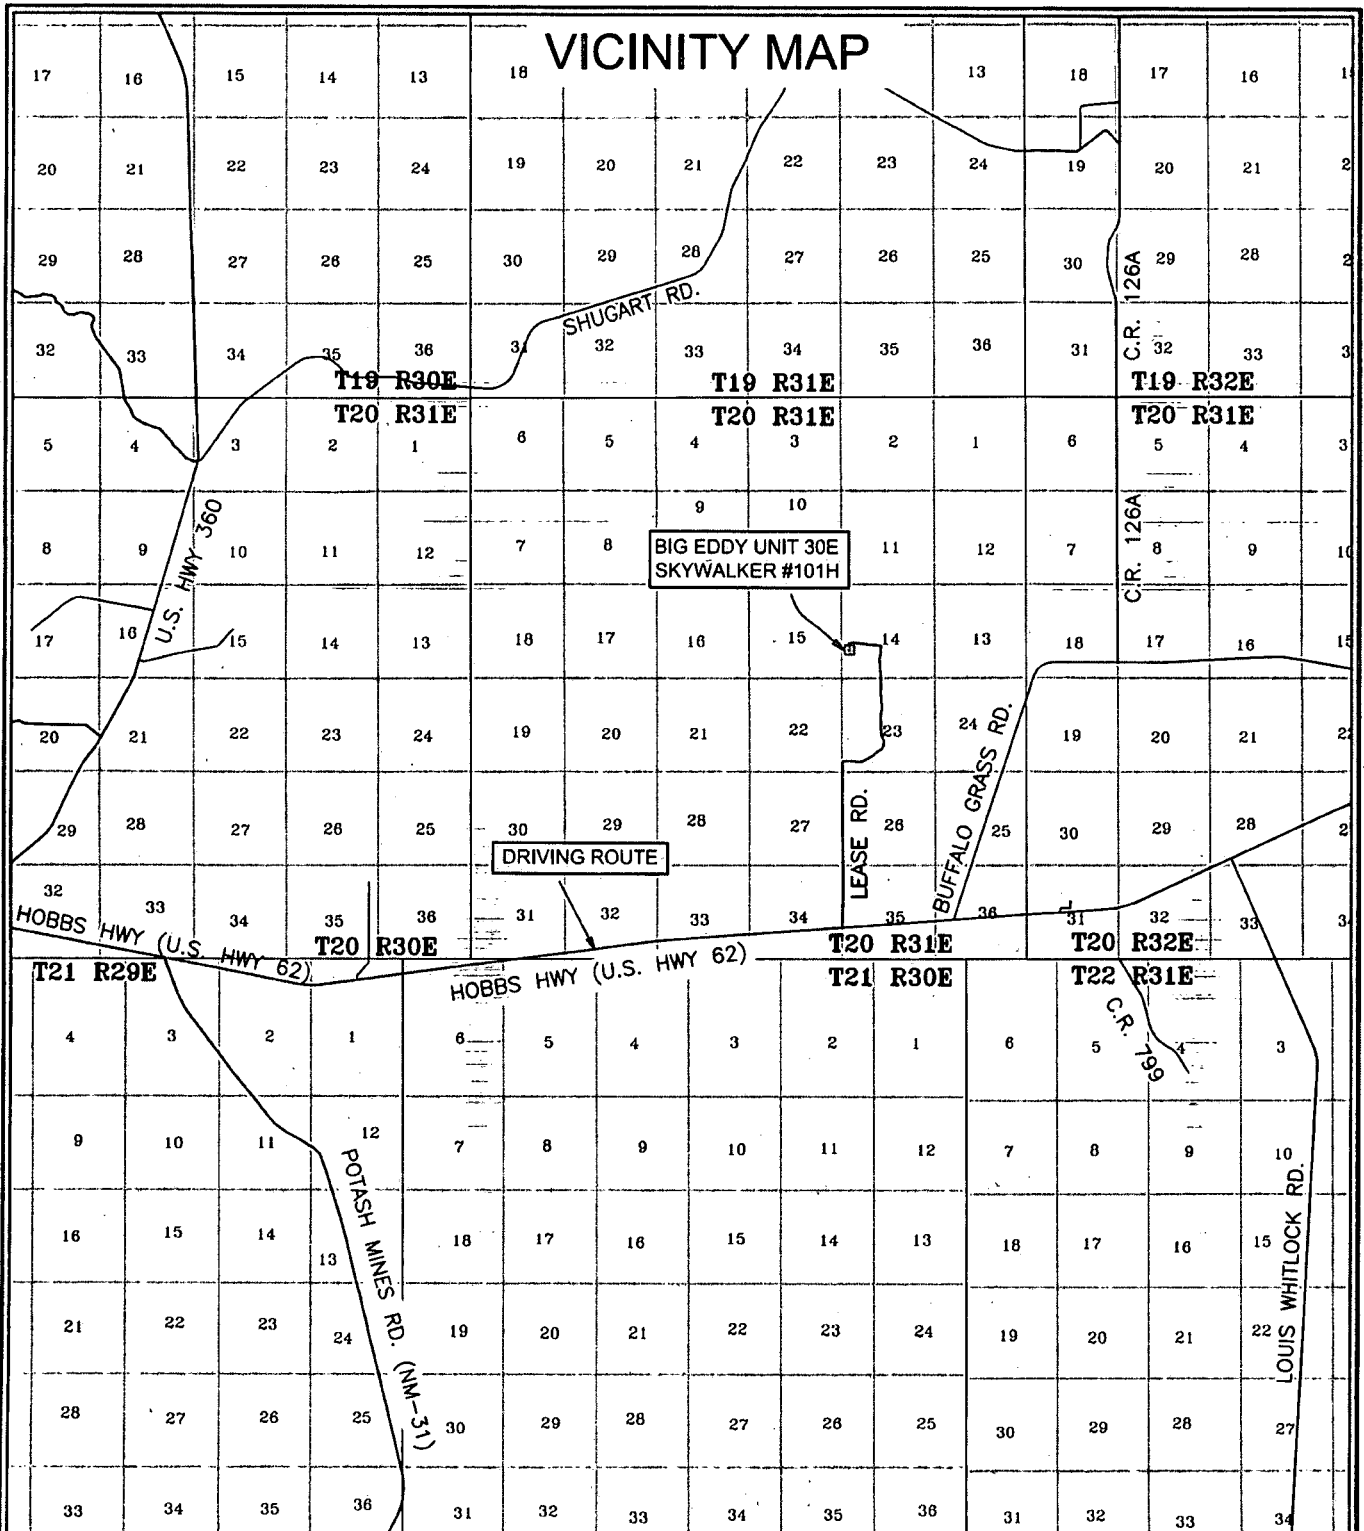 VICINITY MAP
17 16 15 14 13 18 13 18 17 16
20 21 22 23 24 19 20 21 22 23 24 19 20 21
29 28 27 26 25 30 29 28 27 26 25 30 29 28
C.R. 126A
SHUGART RD.
32 33 34 35 36 31 32 33 34 35 36 31 32 33
T19 R30E T19 R31E T19 R32E
T20 R31E T20 R31E T20 R31E
5 4 3 2 1 6 5 4 3 2 1 6 5 4 3
9 10
U.S. HWY 360
C.R. 126A
BIG EDDY UNIT 30E
SKYWALKER #101H
8 9 10 11 12 7 8 11 12 7 8 9
17 16 15 14 13 18 17 16 15 14 13 18 17 16
20 21 22 23 24 19 20 21 22 23 24 19 20 21
BUFFALO GRASS RD.
LEASE RD.
29 28 27 26 25 30 29 28 27 26 25 30 29 28
DRIVING ROUTE
32 33 34 35 36 31 32 33 34 35 36 31 32 33
HOBBS HWY (U.S. HWY 62)
T20 R30E T20 R31E T20 R32E
T21 R29E T21 R30E T22 R31E
HOBBS HWY (U.S. HWY 62)
C.R. 799
4 3 2 1 6 5 4 3 2 1 6 5 4 3
9 10 11 12 7 8 9 10 11 12 7 8 9 10
POTASH MINES RD. (NM-31)
LOUIS WHITLOCK RD.
16 15 14 13 18 17 16 15 14 13 18 17 16 15
21 22 23 24 19 20 21 22 23 24 19 20 21 22
28 27 26 25 30 29 28 27 26 25 30 29 28 27
33 34 35 36 31 32 33 34 35 36 31 32 33 34